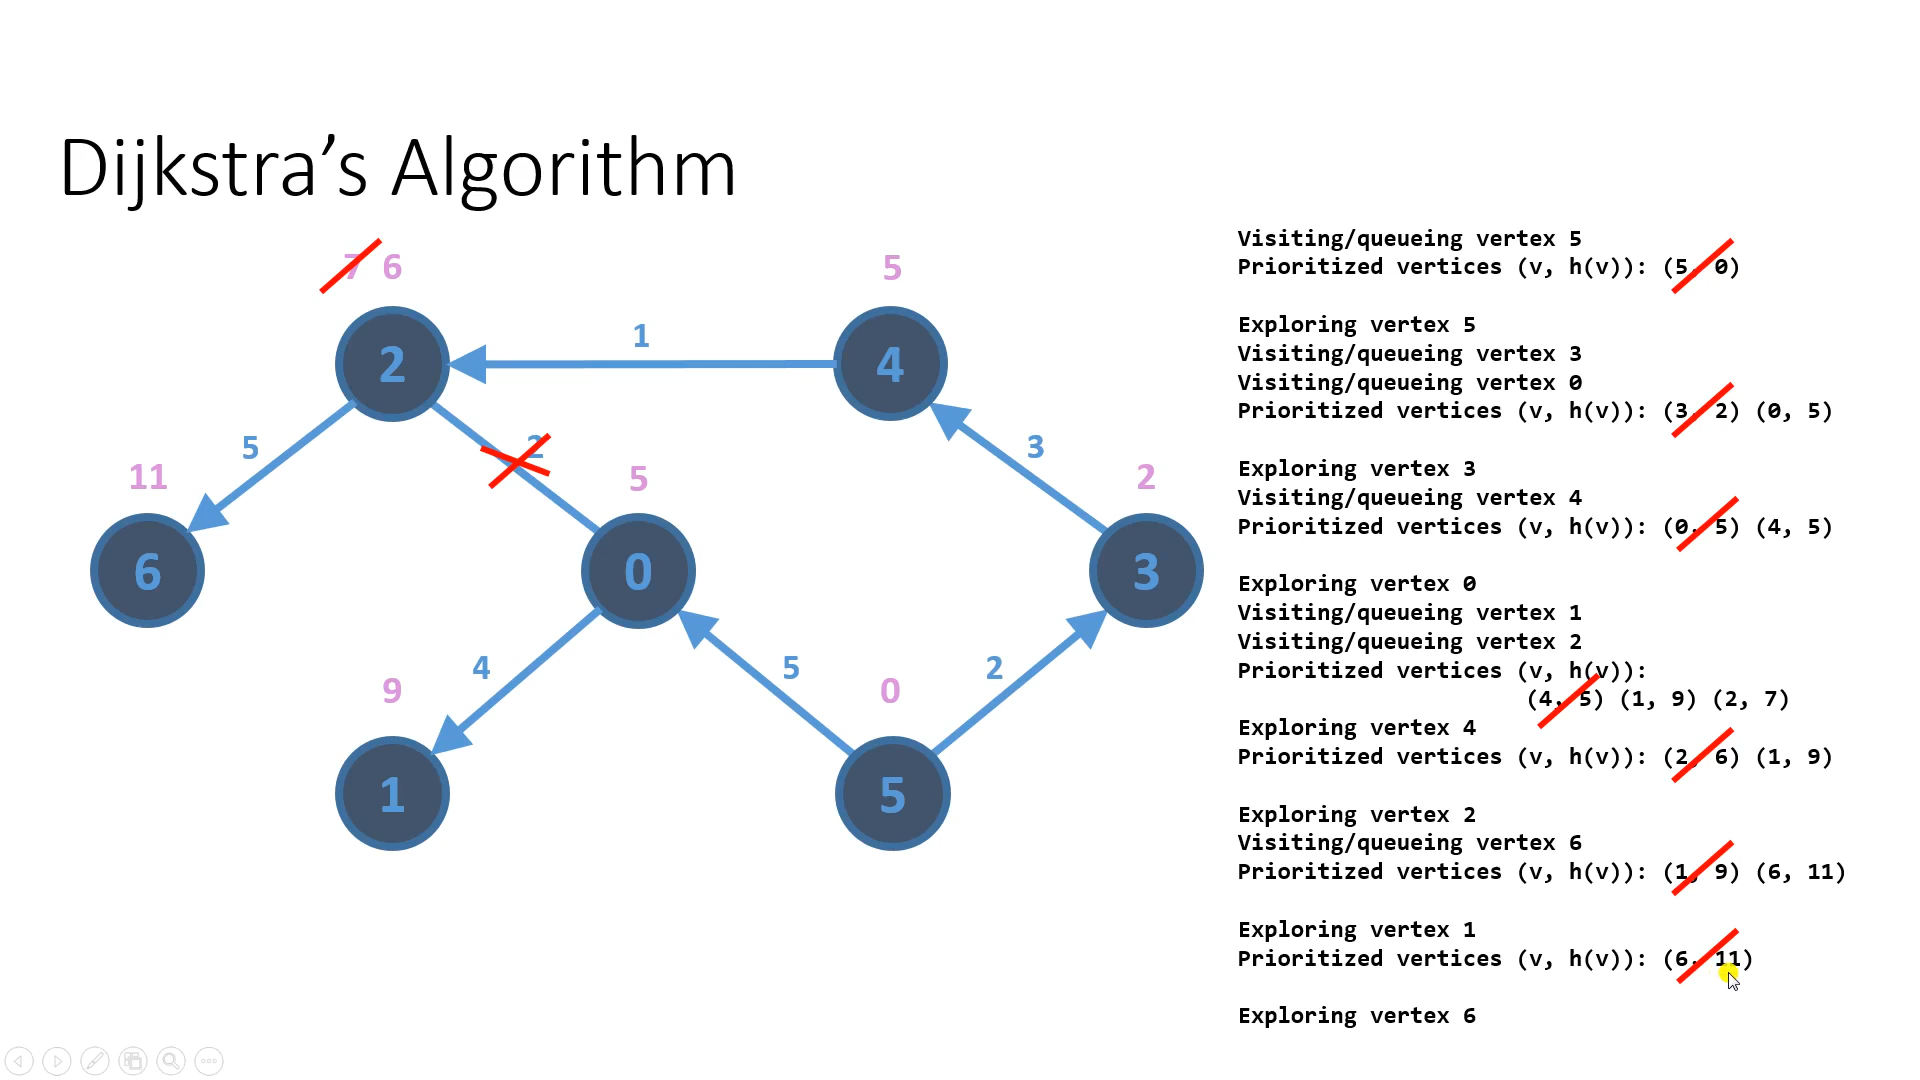 Dijkstra's Algorithm
7 6
5
1
2
4
5
2
3
11
5
2
6
0
3
4
5
2
9
0
1
5
Visiting/queueing vertex 5
Prioritized vertices (v, h(v)): (5, 0)
Exploring vertex 5
Visiting/queueing vertex 3
Visiting/queueing vertex 0
Prioritized vertices (v, h(v)): (3, 2) (0, 5)
Exploring vertex 3
Visiting/queueing vertex 4
Prioritized vertices (v, h(v)): (0, 5) (4, 5)
Exploring vertex 0
Visiting/queueing vertex 1
Visiting/queueing vertex 2
Prioritized vertices (v, h(v)):
(4, 5) (1, 9) (2, 7)
Exploring vertex 4
Prioritized vertices (v, h(v)): (2, 6) (1, 9)
Exploring vertex 2
Visiting/queueing vertex 6
Prioritized vertices (v, h(v)): (1, 9) (6, 11)
Exploring vertex 1
Prioritized vertices (v, h(v)): (6, 11)
Exploring vertex 6